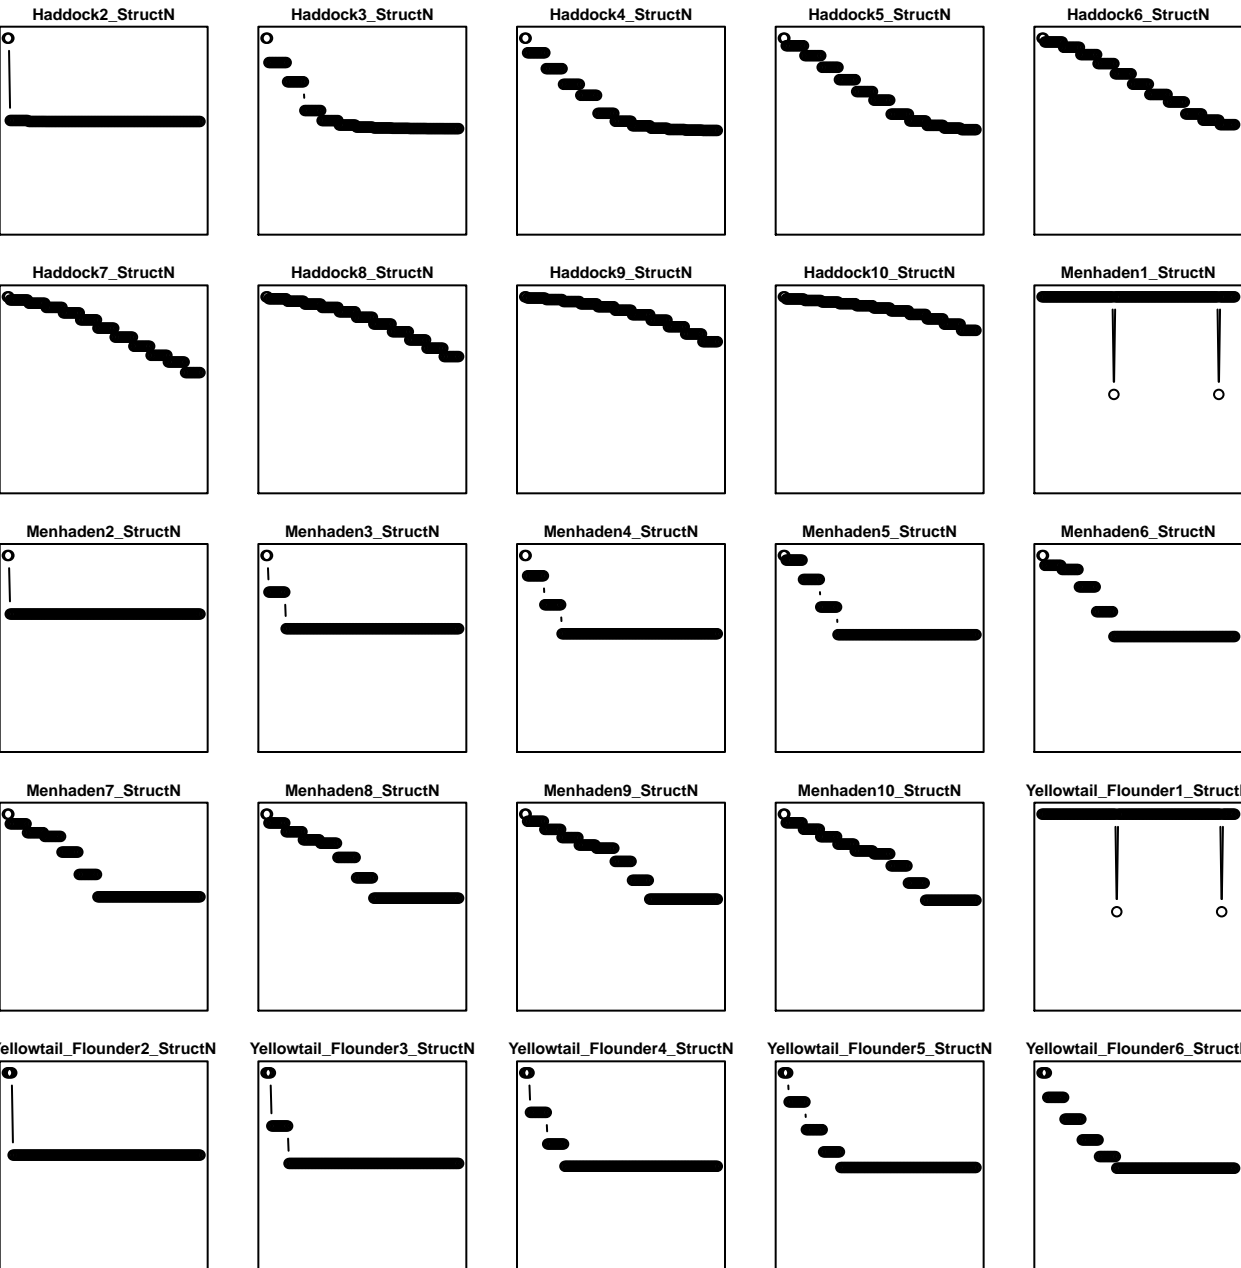 Haddock2_StructN
Haddock3_StructN
Haddock4_StructN
Haddock5_StructN
Haddock6_StructN
Haddock7_StructN
Haddock8_StructN
Haddock9_StructN
Haddock10_StructN
Menhaden1_StructN
Menhaden2_StructN
Menhaden3_StructN
Menhaden4_StructN
Menhaden5_StructN
Menhaden6_StructN
Menhaden7_StructN
Menhaden8_StructN
Menhaden9_StructN
Menhaden10_StructN
Yellowtail_Flounder1_Struct
ellowtail_Flounder2_StructN
Yellowtail_Flounder3_StructN
Yellowtail_Flounder4_StructN
Yellowtail_Flounder5_StructN
Yellowtail_Flounder6_Struct